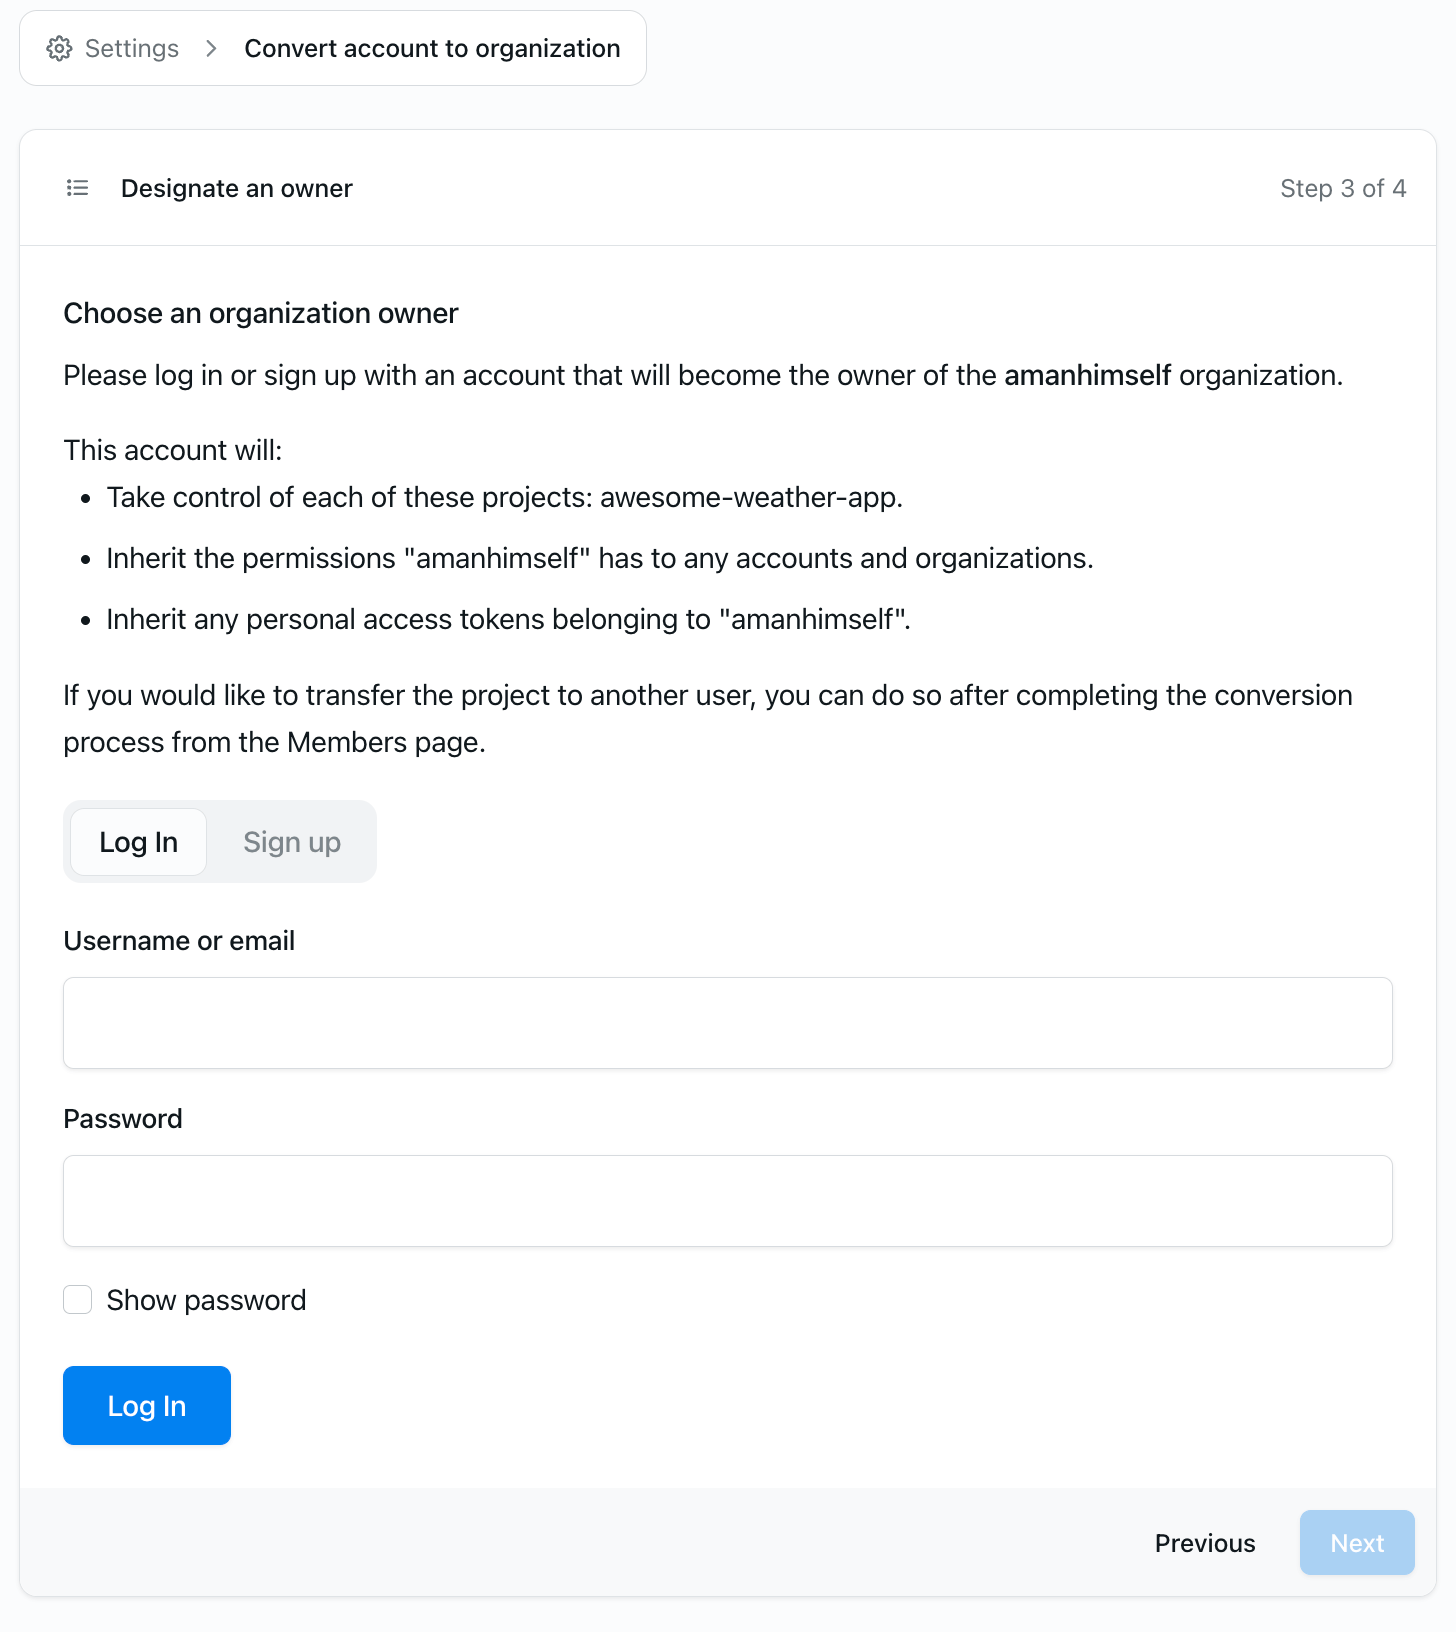 Settings > Convert account to organization
Designate an owner
Step 3 of 4
Choose an organization owner
Please log in or sign up with an account that will become the owner of the amanhimself organization.
This account will:
• Take control of each of these projects: awesome-weather-app.
• Inherit the permissions "amanhimself" has to any accounts and organizations.
• Inherit any personal access tokens belonging to "amanhimself".
If you would like to transfer the project to another user, you can do so after completing the conversion
process from the Members page.
Log In
Sign up
Username or email
Password
Show password
Log In
Previous
Next